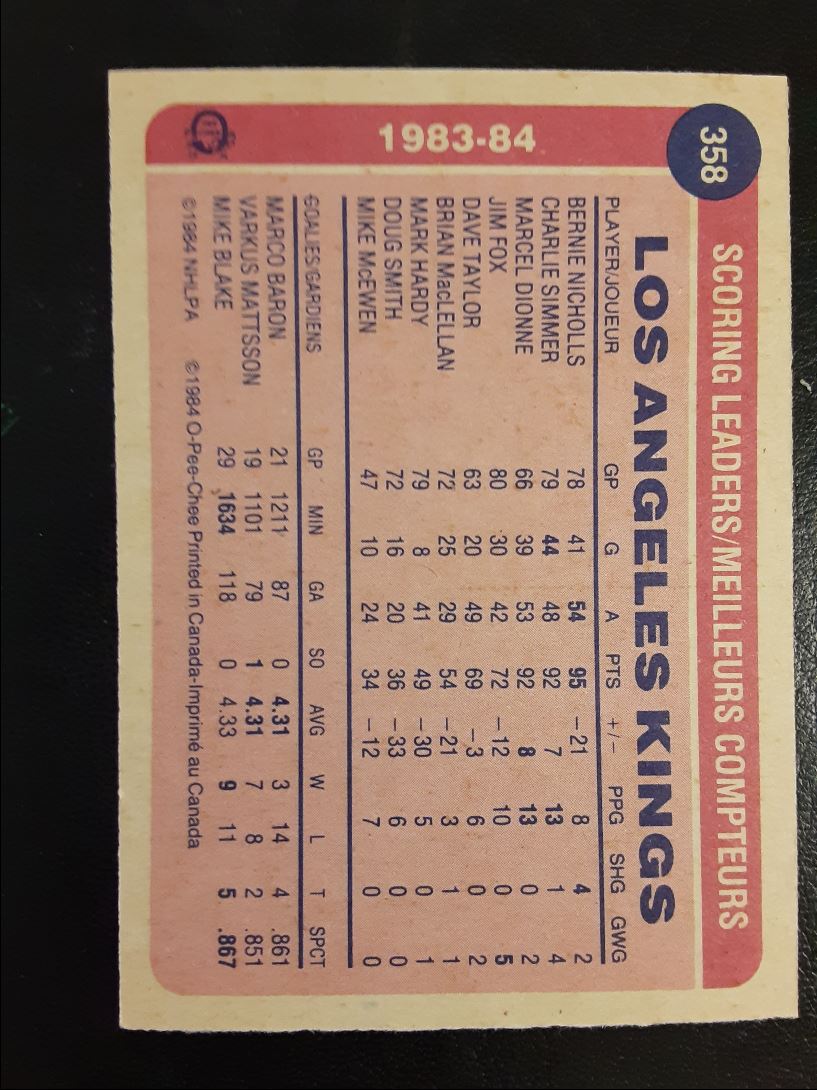 358
SCORING LEADERS/MEILLEURS COMPTEURS
1983-84
LOS ANGELES KINGS
PLAYER/JOUEUR GP G A PTS +/– PPG SHG GWG
BERNIE NICHOLLS 78 41 54 95 –21 8 4 2
CHARLIE SIMMER 79 44 48 92 7 13 1 4
MARCEL DIONNE 66 39 53 92 8 13 0 2
JIM FOX 80 30 42 72 –12 10 0 5
DAVE TAYLOR 63 20 49 69 –3 6 0 2
BRIAN MacLELLAN 72 25 29 54 –21 3 1 1
MARK HARDY 79 8 41 49 –30 5 0 1
DOUG SMITH 72 16 20 36 –33 6 0 0
MIKE McEWEN 47 10 24 34 –12 7 0 0
GOALIES/GARDIENS GP MIN GA SO AVG W L T SPCT
MARCO BARON 21 1211 87 0 4.31 3 14 4 .861
VARKUS MATTSSON 19 1101 79 1 4.31 7 8 2 .851
MIKE BLAKE 29 1634 118 0 4.33 9 11 5 .867
©1984 NHLPA ©1984 O-Pee-Chee Printed in Canada-Imprimé au Canada